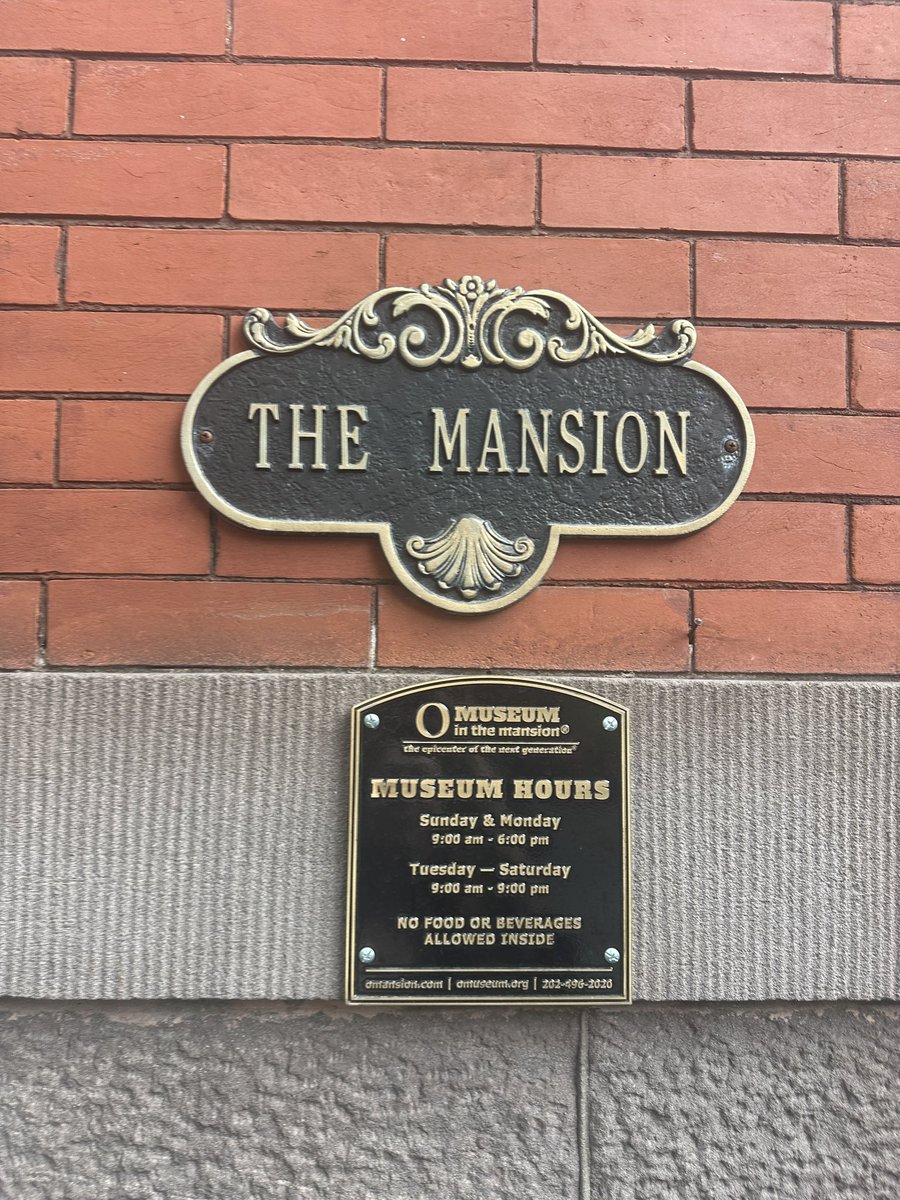 THE MANSION
O MUSEUM
in the mansion®
the epicenter of the next generation®
MUSEUM HOURS
Sunday & Monday
9:00 am - 6:00 pm
Tuesday — Saturday
9:00 am - 9:00 pm
NO FOOD OR BEVERAGES
ALLOWED INSIDE
omansion.com | omuseum.org | 202-496-2020